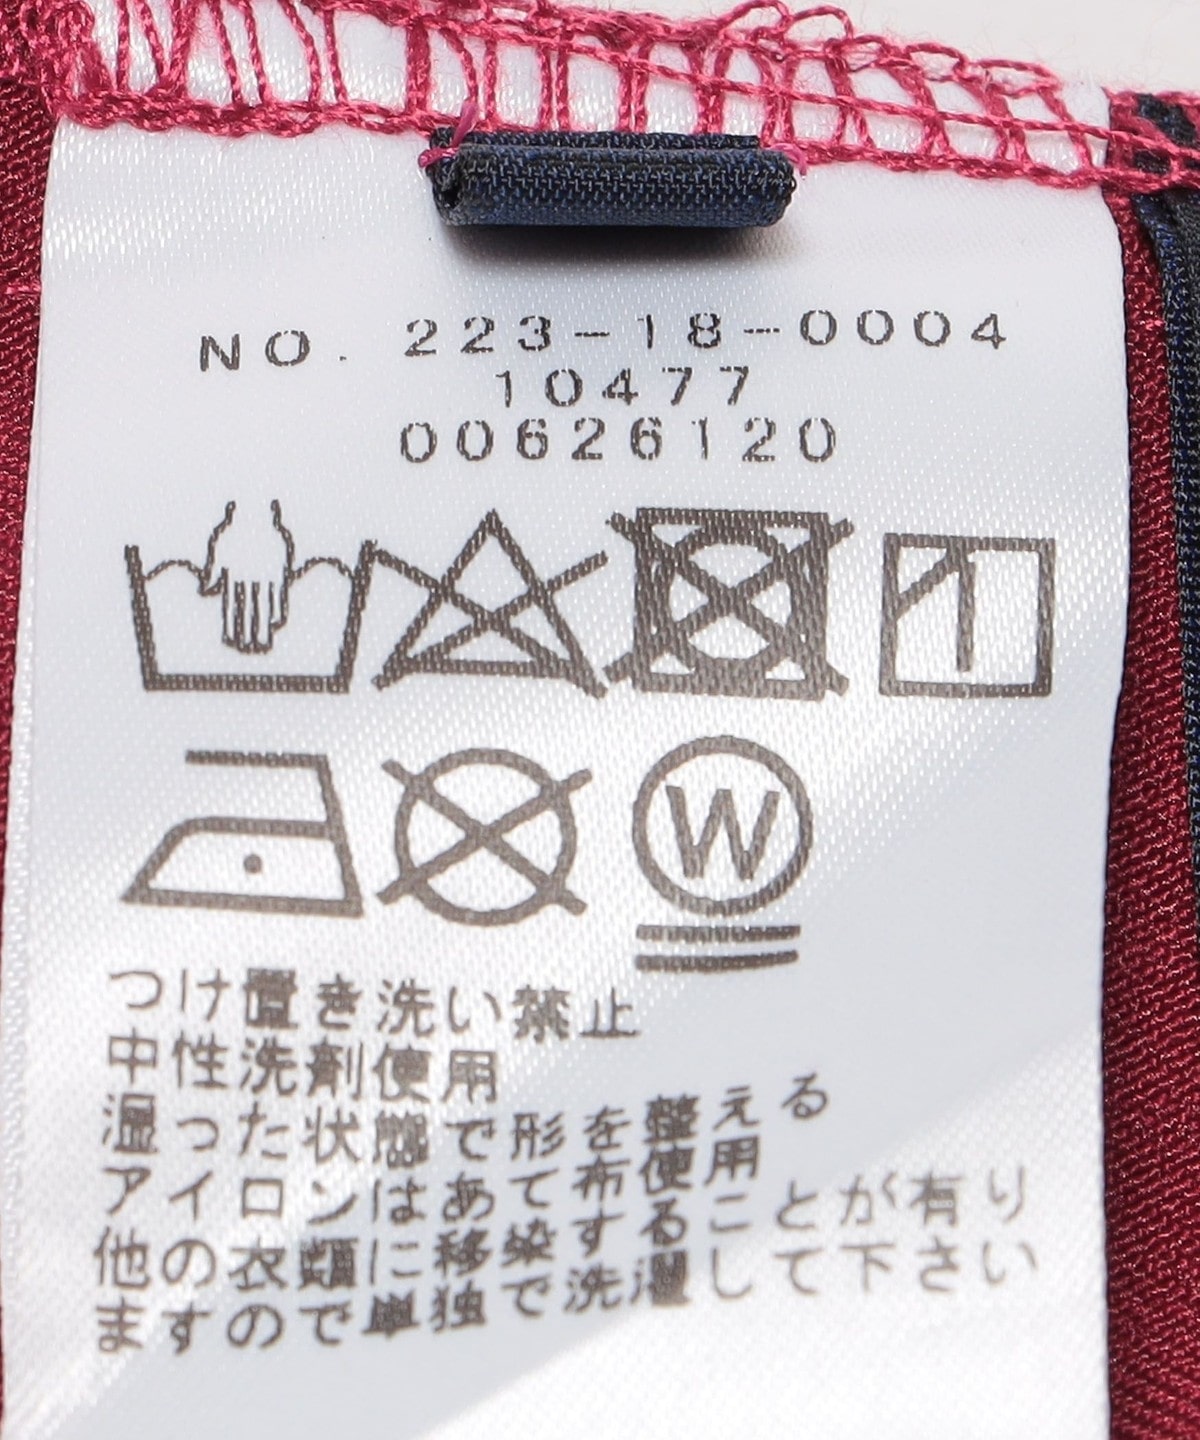 NO. 223-18-0004
10477
00626120
W
つけ置き洗い禁止
中性洗剤使用
湿った状態で形を整える
アイロンはあて布使用
他の衣類に移染することが有り
ますので単独で洗濯して下さい